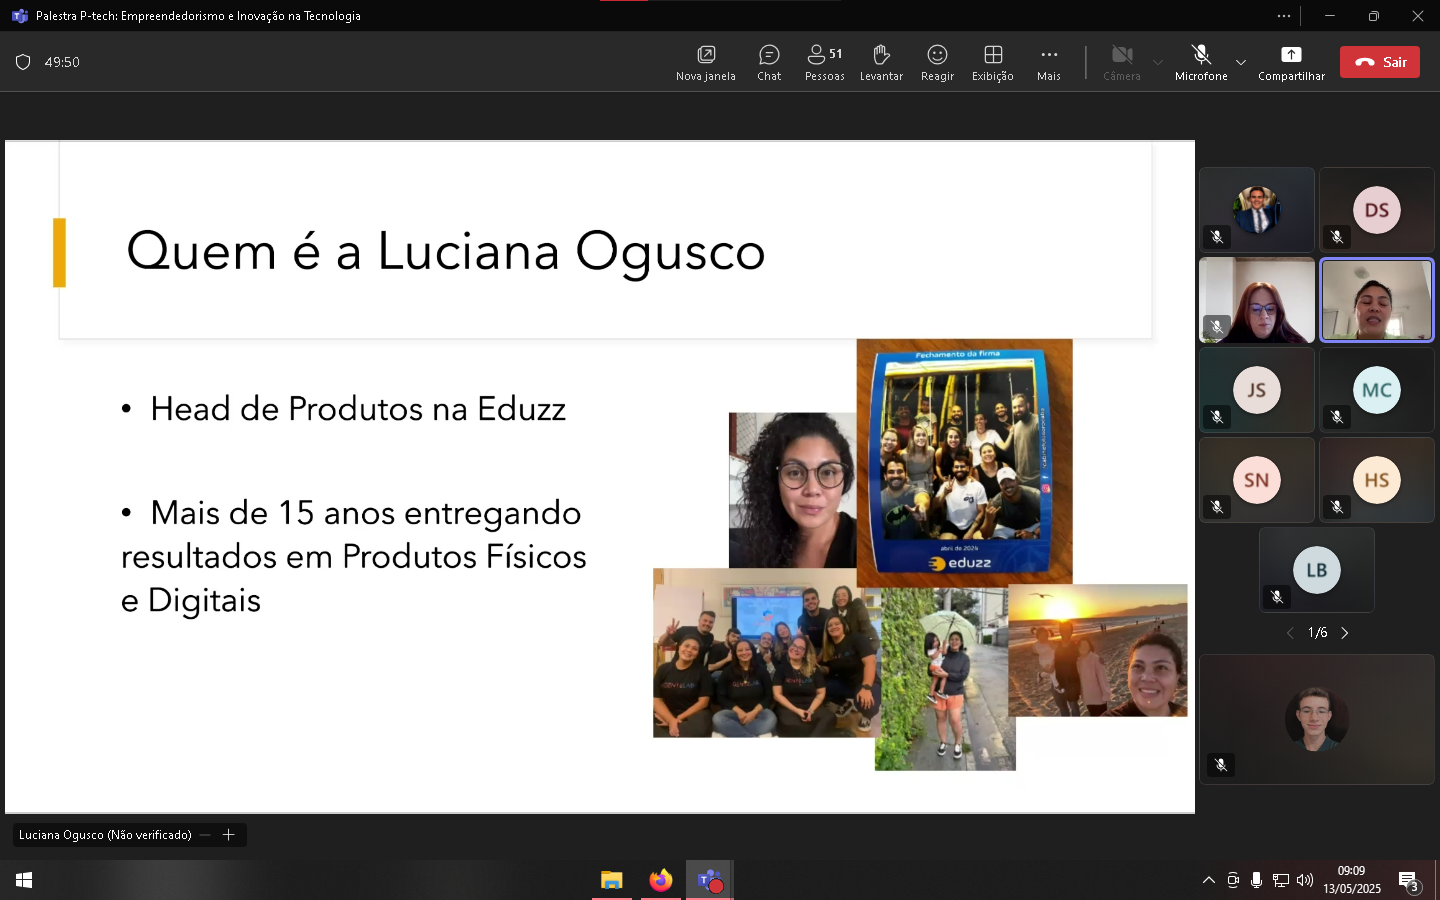 Palestra P-tech: Empreendedorismo e Inovação na Tecnologia
49:50
Nova janela
Chat
51
Pessoas
Levantar
Reagir
Exibição
Mais
Câmera
Microfone
Compartilhar
Sair
Quem é a Luciana Ogusco
• Head de Produtos na Eduzz
• Mais de 15 anos entregando
resultados em Produtos Físicos
e Digitais
Fechamento da firma
abril de 2024
eduzz
DS
JS
MC
SN
HS
LB
1/6
Luciana Ogusco (Não verificado)
09:09
13/05/2025
3